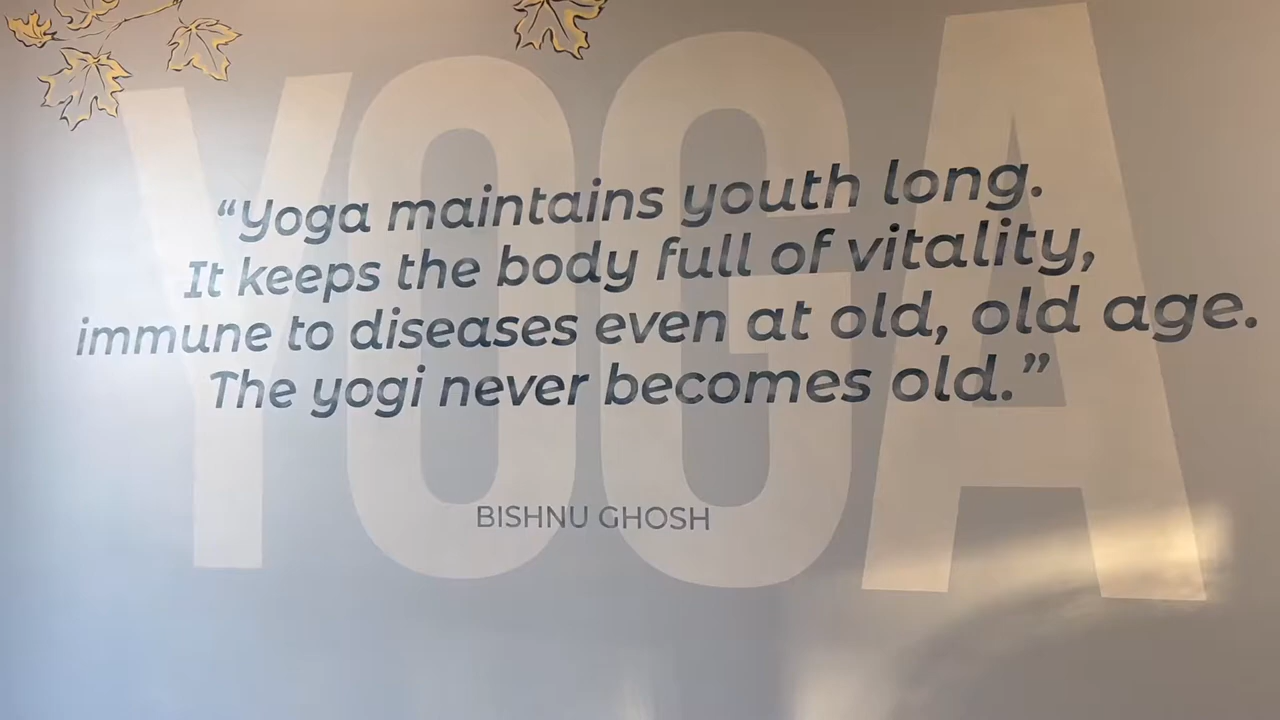 YOGA
“Yoga maintains youth long.
It keeps the body full of vitality,
immune to diseases even at old, old age.
The yogi never becomes old.”
BISHNU GHOSH